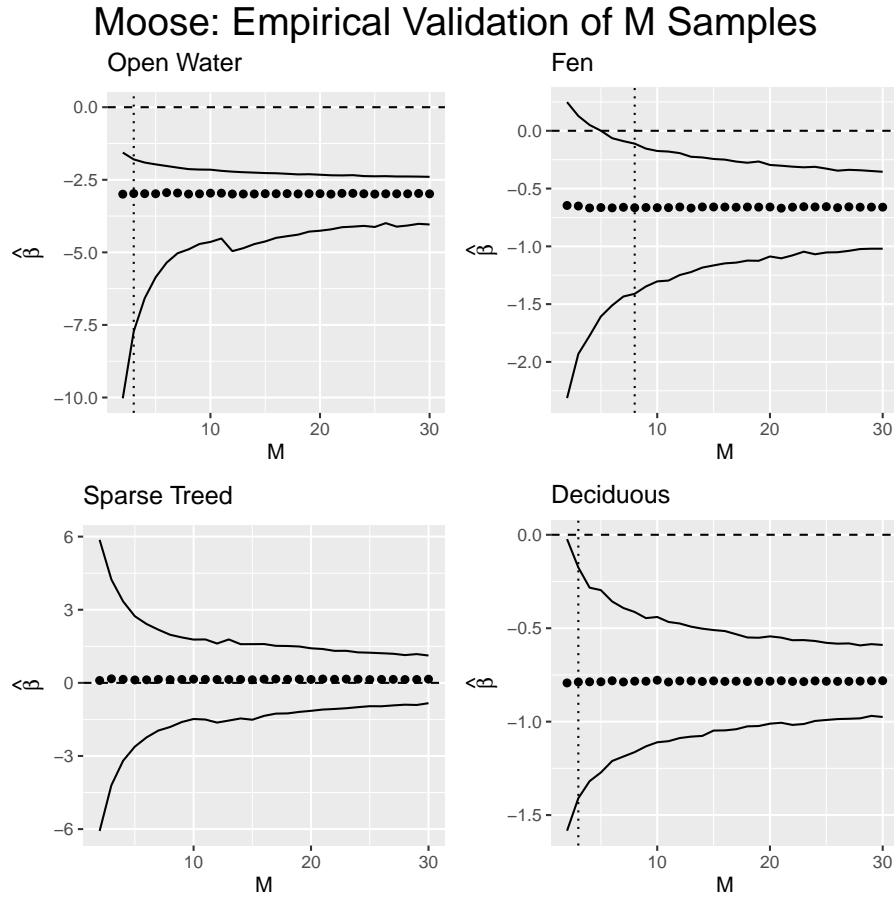 Moose: Empirical Validation of M Samples
Open Water
0.0
−2.5
−5.0
−7.5
−10.0
β̂
10
20
30
M
Fen
0.0
−0.5
−1.0
−1.5
−2.0
β̂
10
20
30
M
Sparse Treed
6
3
0
−3
−6
β̂
10
20
30
M
Deciduous
0.0
−0.5
−1.0
−1.5
β̂
10
20
30
M